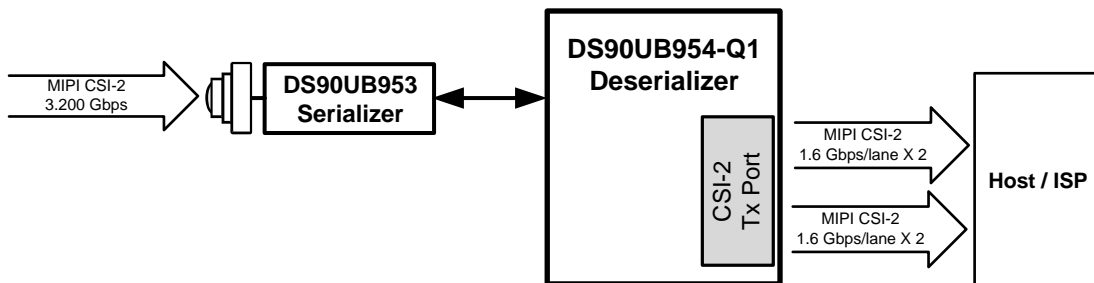 MIPI CSI-2
3.200 Gbps
DS90UB953
Serializer
DS90UB954-Q1
Deserializer
CSI-2
Tx Port
MIPI CSI-2
1.6 Gbps/lane X 2
MIPI CSI-2
1.6 Gbps/lane X 2
Host / ISP